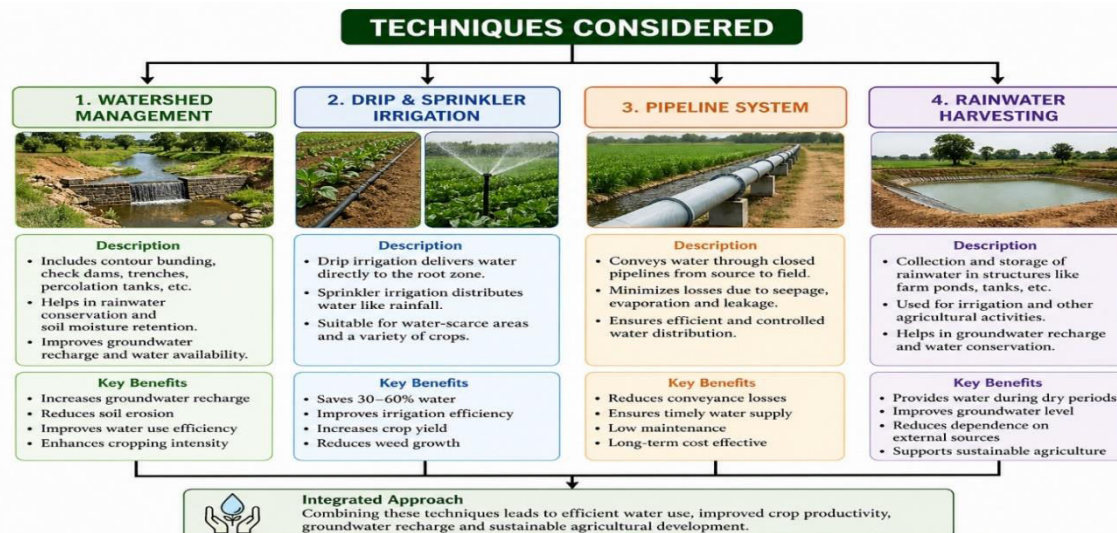 TECHNIQUES CONSIDERED
1. WATERSHED
MANAGEMENT
Description
• Includes contour bunding,
check dams, trenches,
percolation tanks, etc.
• Helps in rainwater
conservation and
soil moisture retention.
• Improves groundwater
recharge and water availability.
Key Benefits
• Increases groundwater recharge
• Reduces soil erosion
• Improves water use efficiency
• Enhances cropping intensity
2. DRIP & SPRINKLER
IRRIGATION
Description
• Drip irrigation delivers water
directly to the root zone.
• Sprinkler irrigation distributes
water like rainfall.
• Suitable for water-scarce areas
and a variety of crops.
Key Benefits
• Saves 30–60% water
• Improves irrigation efficiency
• Increases crop yield
• Reduces weed growth
3. PIPELINE SYSTEM
Description
• Conveys water through closed
pipelines from source to field.
• Minimizes losses due to seepage,
evaporation and leakage.
• Ensures efficient and controlled
water distribution.
Key Benefits
• Reduces conveyance losses
• Ensures timely water supply
• Low maintenance
• Long-term cost effective
4. RAINWATER
HARVESTING
Description
• Collection and storage of
rainwater in structures like
farm ponds, tanks, etc.
• Used for irrigation and other
agricultural activities.
• Helps in groundwater recharge
and water conservation.
Key Benefits
• Provides water during dry periods
• Improves groundwater level
• Reduces dependence on
external sources
• Supports sustainable agriculture
Integrated Approach
Combining these techniques leads to efficient water use, improved crop productivity,
groundwater recharge and sustainable agricultural development.